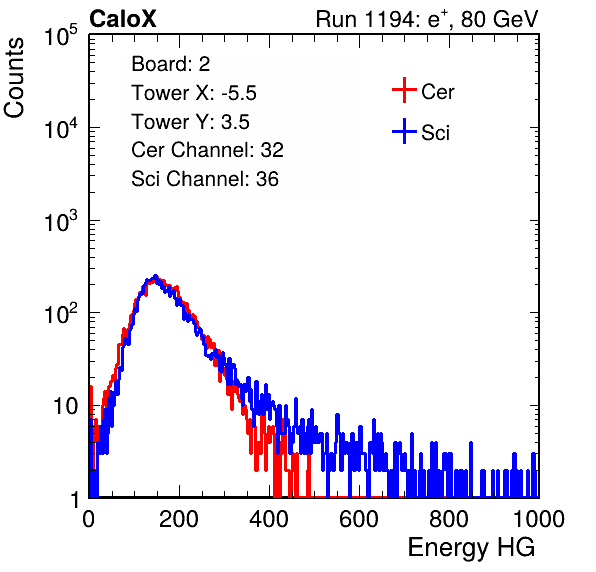 CaloX Run 1194: e⁺, 80 GeV
Counts
Board: 2
Tower X: -5.5
Tower Y: 3.5
Cer Channel: 32
Sci Channel: 36
Cer
Sci
10⁵
10⁴
10³
10²
10
1
0 200 400 600 800 1000
Energy HG